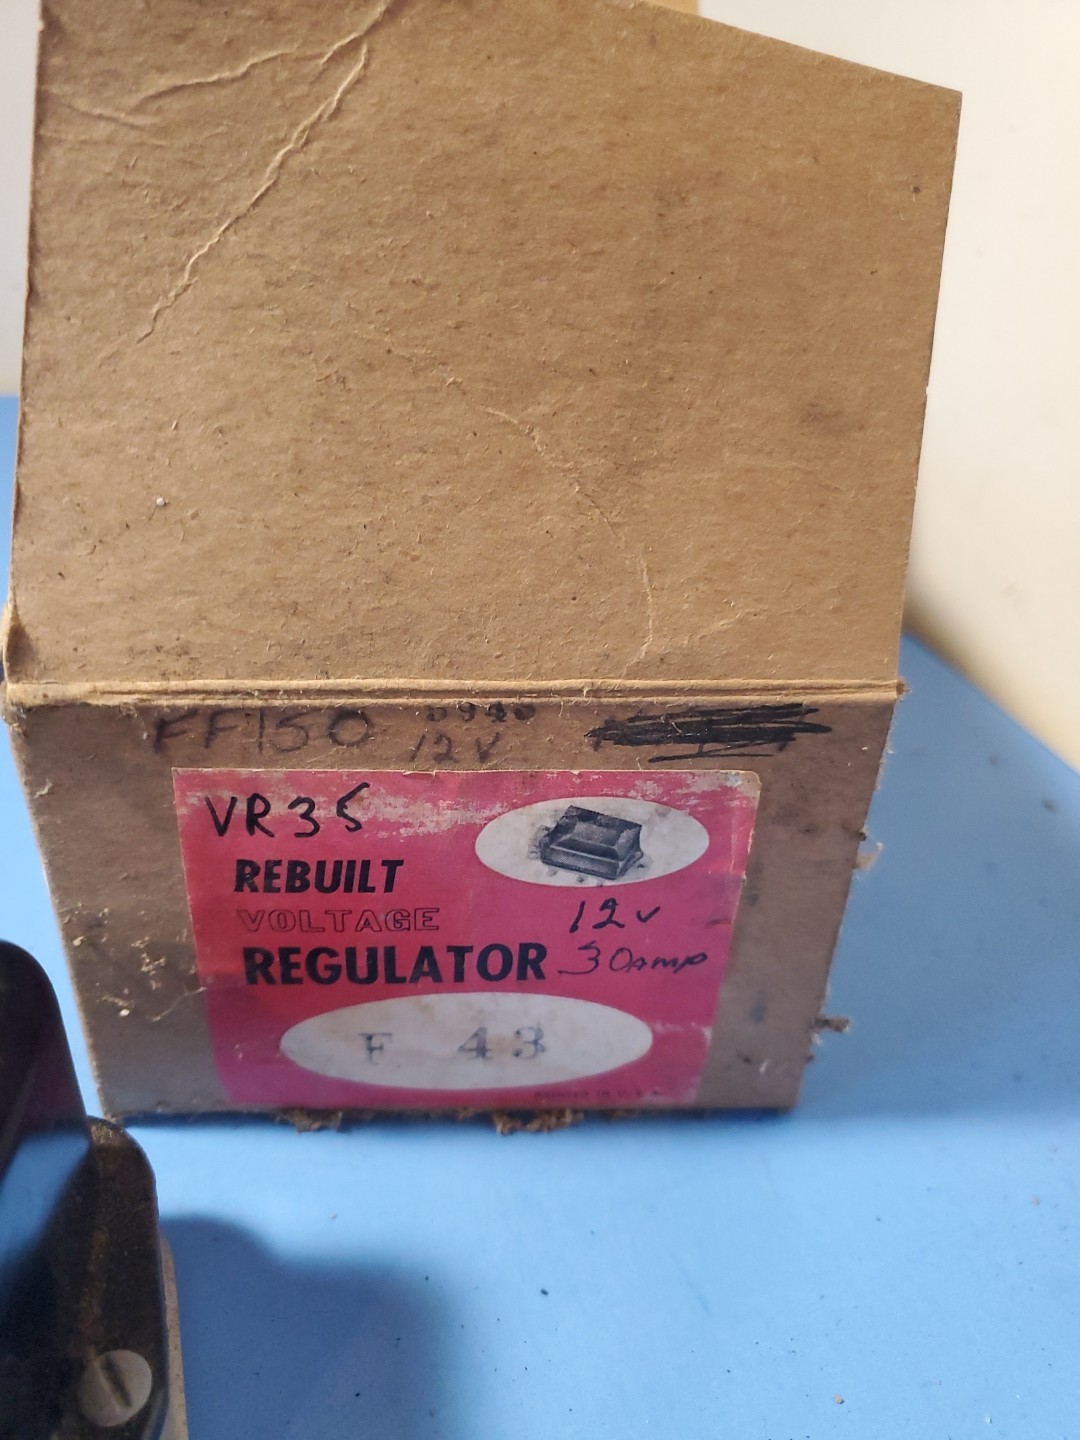 FF150
12V
VR35
REBUILT
VOLTAGE
REGULATOR
12v
30amp
F 43